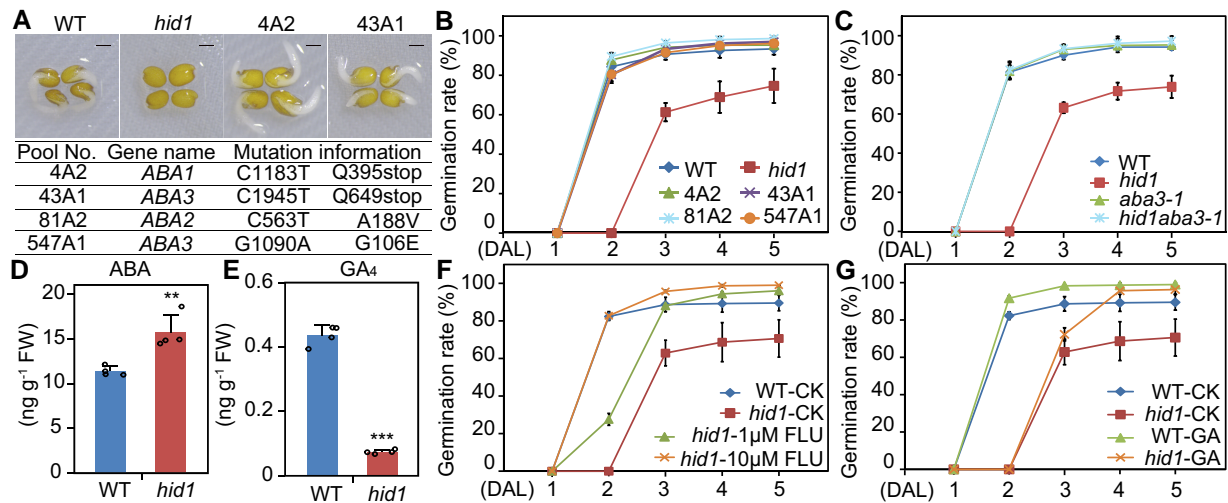 A
WT hid1 4A2 43A1
Pool No. Gene name Mutation information
4A2 ABA1 C1183T Q395stop
43A1 ABA3 C1945T Q649stop
81A2 ABA2 C563T A188V
547A1 ABA3 G1090A G106E
B
Germination rate (%)
100
80
60
40
20
0
WT hid1
4A2 43A1
81A2 547A1
(DAL) 1 2 3 4 5
C
Germination rate (%)
100
80
60
40
20
0
WT
hid1
aba3-1
hid1aba3-1
(DAL) 1 2 3 4 5
D ABA
(ng g⁻¹ FW)
20
15
10
5
0
**
WT hid1
E GA₄
(ng g⁻¹ FW)
0.6
0.4
0.2
0
***
WT hid1
F
Germination rate (%)
100
80
60
40
20
0
WT-CK
hid1-CK
hid1-1μM FLU
hid1-10μM FLU
(DAL) 1 2 3 4 5
G
Germination rate (%)
100
80
60
40
20
0
WT-CK
hid1-CK
WT-GA
hid1-GA
(DAL) 1 2 3 4 5